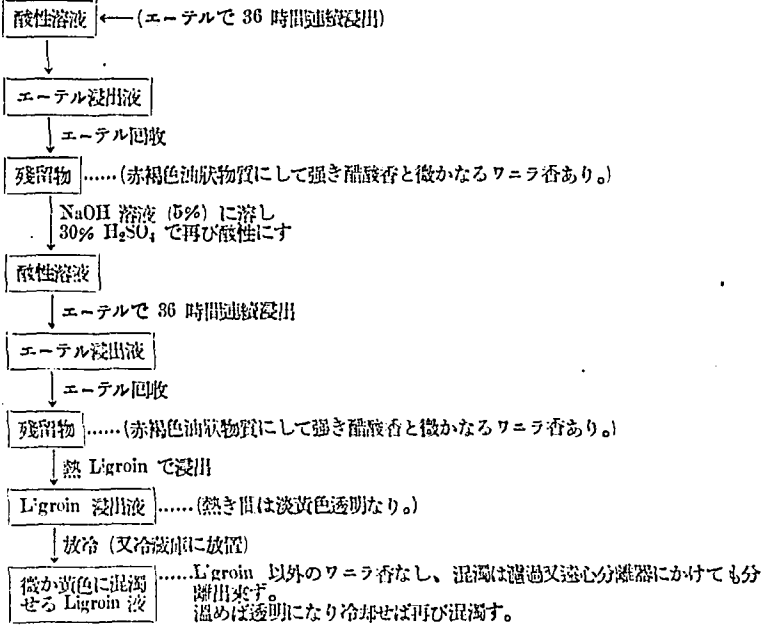 酸性溶液 ←─(エーテルで 36 時間連續浸出)
エーテル浸出液
エーテル回收
殘留物……(赤褐色油狀物質にして强き醋酸香と微かなるワニラ香あり。)
NaOH 溶液 (5%) に溶し
30% H₂SO₄ で再び酸性にす
酸性溶液
エーテルで 36 時間連續浸出
エーテル浸出液
エーテル回收
殘留物……(赤褐色油狀物質にして强き醋酸香と微かなるワニラ香あり。)
熱 Ligroin で浸出
Ligroin 浸出液……(熱き間は淡黃色透明なり。)
放冷 (又冷藏庫に放置)
微か黃色に混濁
せる Ligroin 液
……Ligroin 以外のワニラ香なし、混濁は濾過又遠心分離器にかけても分
離出來ず。
溫めば透明になり冷却せば再び混濁す。